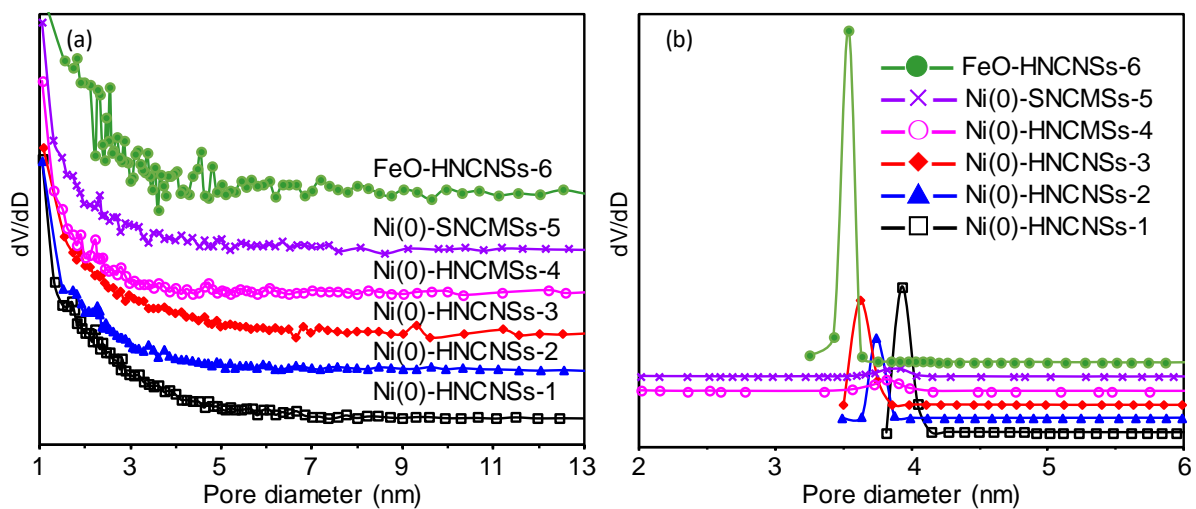 (a)
FeO-HNCNSs-6
Ni(0)-SNCMSs-5
Ni(0)-HNCMSs-4
Ni(0)-HNCNSs-3
Ni(0)-HNCNSs-2
Ni(0)-HNCNSs-1
dV/dD
1 3 5 7 9 11 13
Pore diameter (nm)
(b)
FeO-HNCNSs-6
Ni(0)-SNCMSs-5
Ni(0)-HNCMSs-4
Ni(0)-HNCNSs-3
Ni(0)-HNCNSs-2
Ni(0)-HNCNSs-1
dV/dD
2 3 4 5 6
Pore diameter (nm)